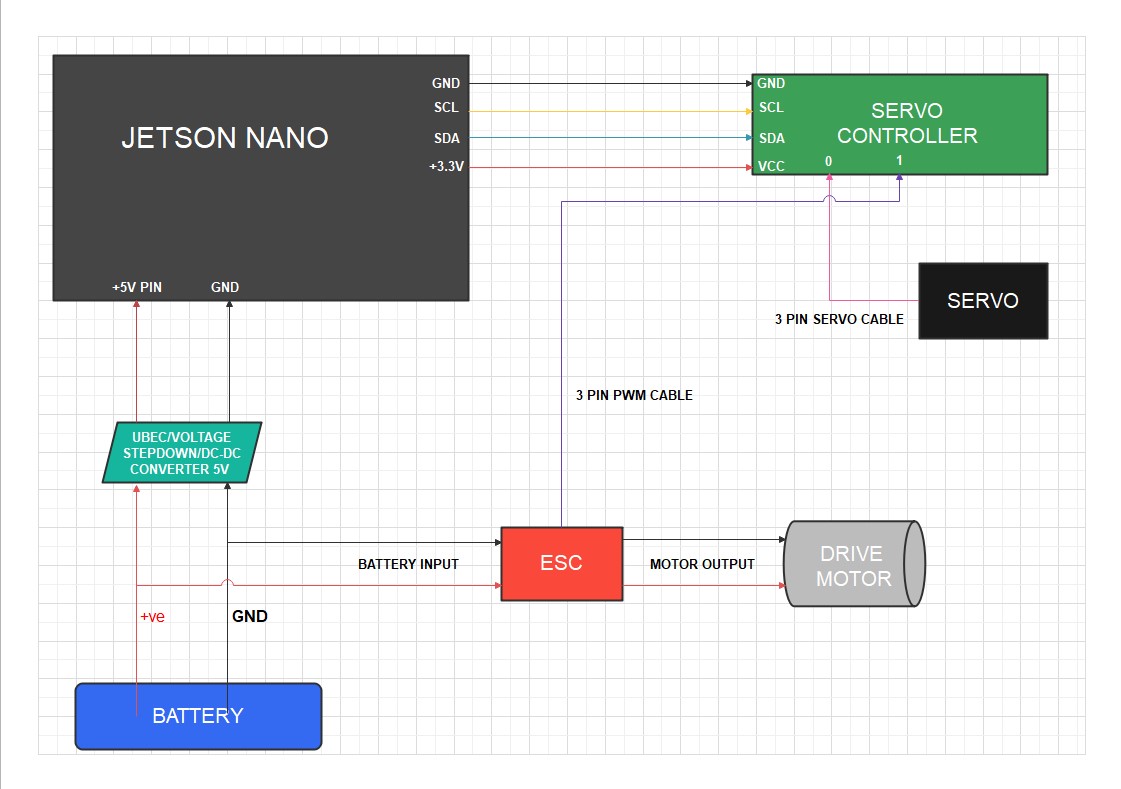 JETSON NANO
GND
SCL
SDA
+3.3V
+5V PIN
GND
GND
SCL
SDA
VCC
SERVO
CONTROLLER
0
1
SERVO
3 PIN SERVO CABLE
3 PIN PWM CABLE
UBEC/VOLTAGE
STEPDOWN/DC-DC
CONVERTER 5V
BATTERY INPUT
ESC
MOTOR OUTPUT
DRIVE
MOTOR
+ve
GND
BATTERY